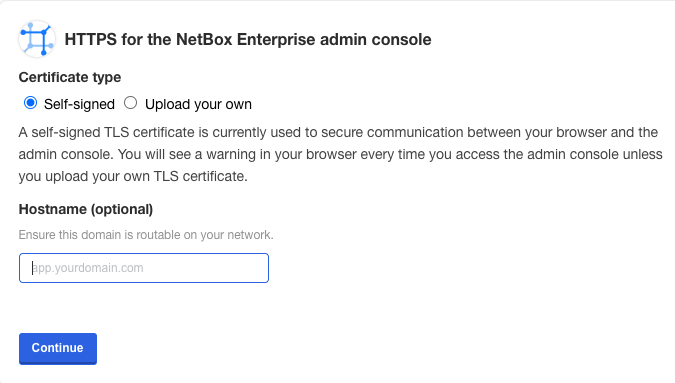 HTTPS for the NetBox Enterprise admin console
Certificate type
Self-signed Upload your own
A self-signed TLS certificate is currently used to secure communication between your browser and the
admin console. You will see a warning in your browser every time you access the admin console unless
you upload your own TLS certificate.
Hostname (optional)
Ensure this domain is routable on your network.
app.yourdomain.com
Continue